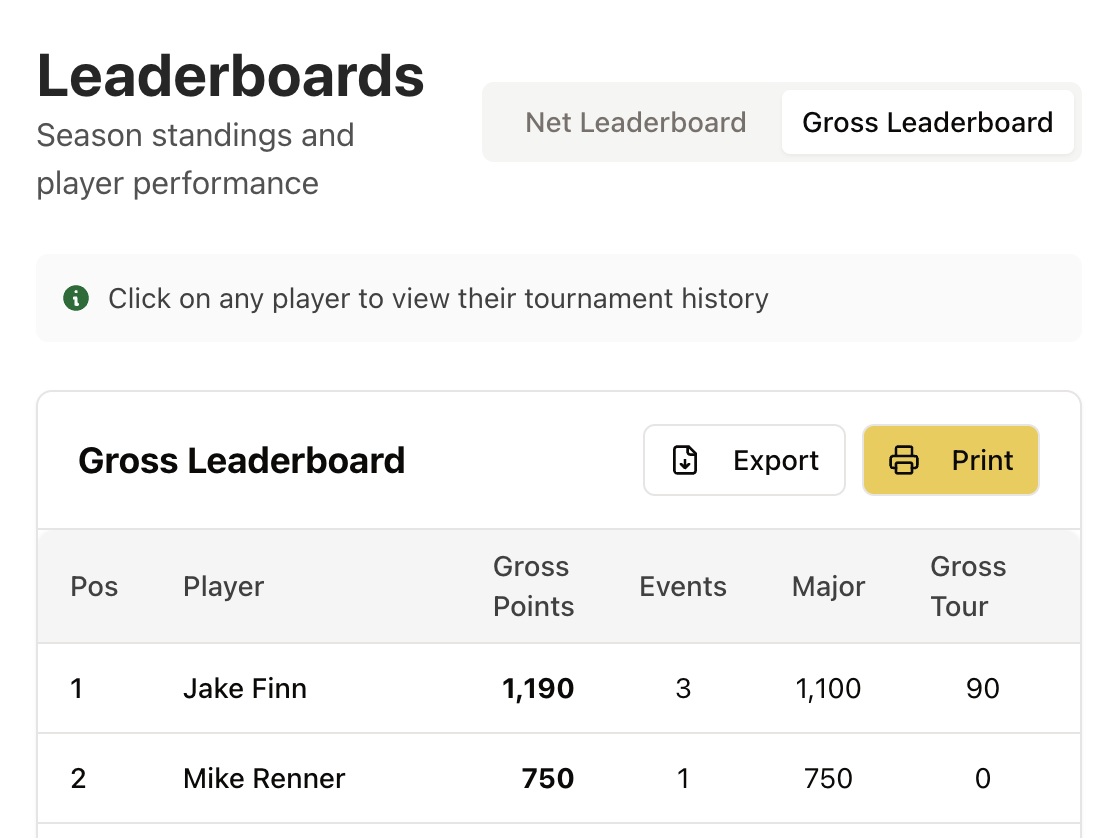 Leaderboards
Season standings and
player performance
Net Leaderboard
Gross Leaderboard
Click on any player to view their tournament history
Gross Leaderboard
Export
Print
Pos Player Gross Points Events Major Gross Tour
1 Jake Finn 1,190 3 1,100 90
2 Mike Renner 750 1 750 0